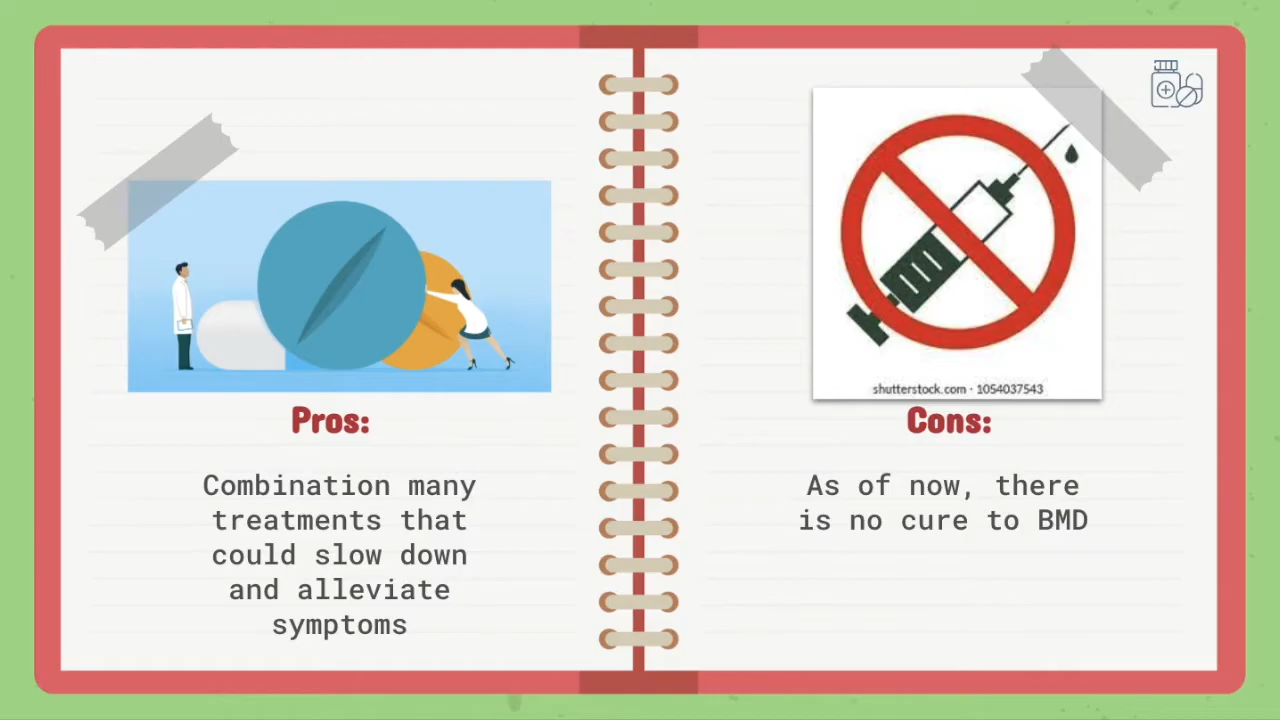 Pros:
Combination many
treatments that
could slow down
and alleviate
symptoms
shutterstock.com · 1054037543
Cons:
As of now, there
is no cure to BMD